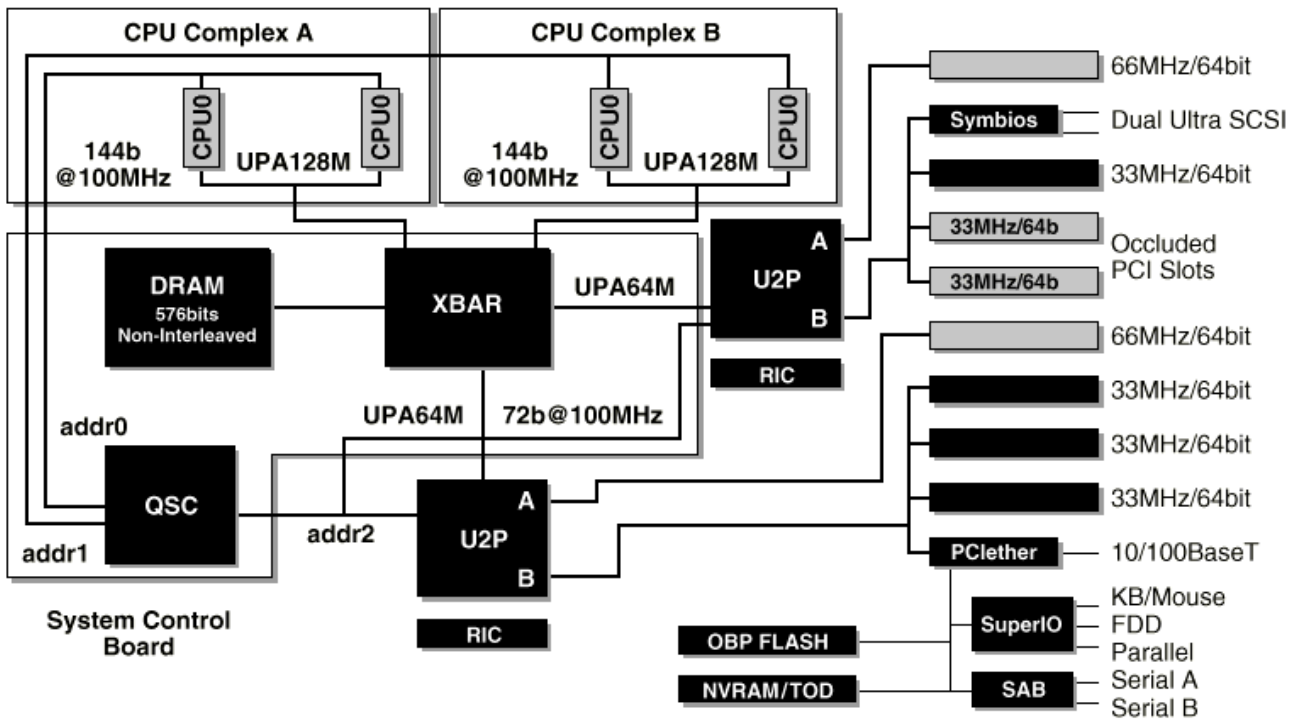 CPU Complex A
CPU Complex B
CPU0
CPU0
CPU0
CPU0
144b
@100MHz
UPA128M
144b
@100MHz
UPA128M
66MHz/64bit
Symbios
Dual Ultra SCSI
33MHz/64bit
33MHz/64b
33MHz/64b
Occluded
PCI Slots
A
U2P
B
DRAM
576bits
Non-Interleaved
XBAR
UPA64M
RIC
66MHz/64bit
33MHz/64bit
33MHz/64bit
33MHz/64bit
UPA64M
72b@100MHz
addr0
QSC
addr1
addr2
A
U2P
B
RIC
PCIether
10/100BaseT
System Control
Board
OBP FLASH
NVRAM/TOD
SuperIO
KB/Mouse
FDD
Parallel
SAB
Serial A
Serial B